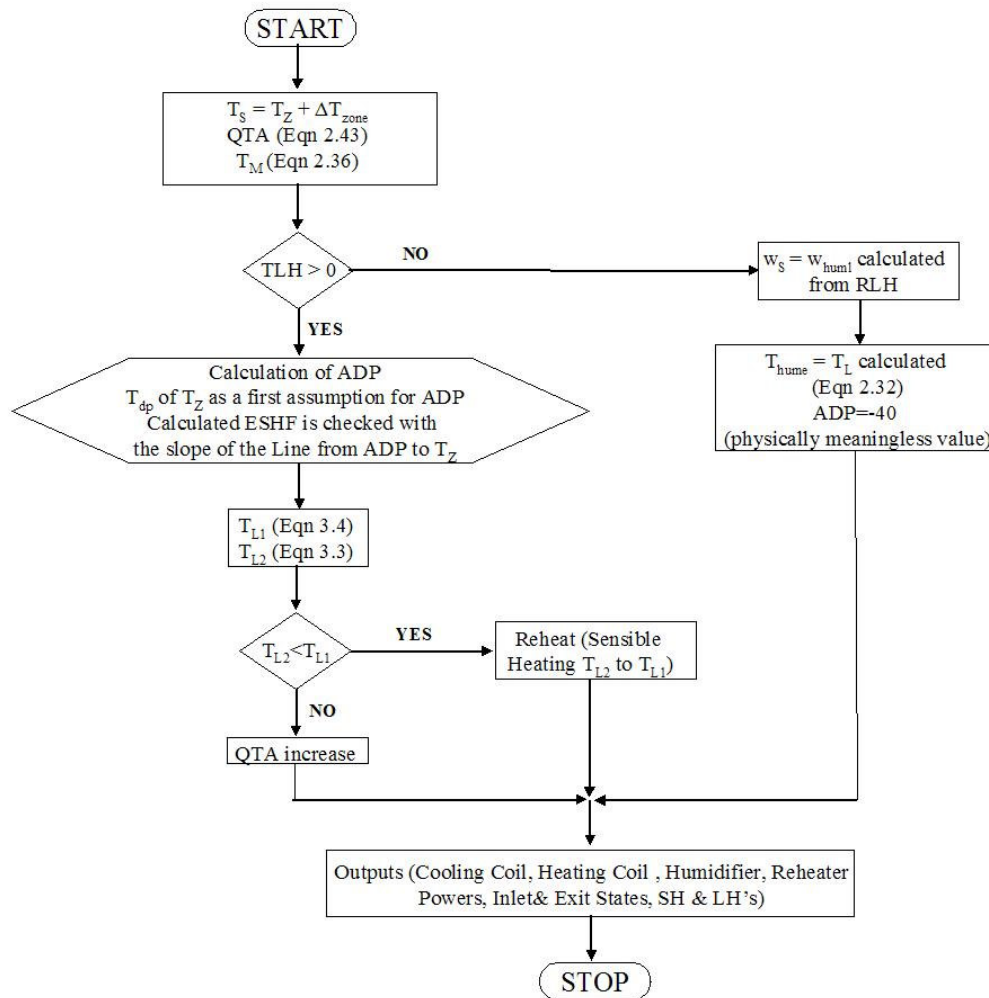 START
T_S = T_Z + ΔT_zone
QTA (Eqn 2.43)
T_M (Eqn 2.36)
TLH > 0
NO
YES
w_S = w_hum1 calculated
from RLH
T_hume = T_L calculated
(Eqn 2.32)
ADP=-40
(physically meaningless value)
Calculation of ADP
T_dp of T_Z as a first assumption for ADP
Calculated ESHF is checked with
the slope of the Line from ADP to T_Z
T_L1 (Eqn 3.4)
T_L2 (Eqn 3.3)
T_L2<T_L1
YES
NO
Reheat (Sensible
Heating T_L2 to T_L1)
QTA increase
Outputs (Cooling Coil, Heating Coil , Humidifier, Reheater
Powers, Inlet& Exit States, SH & LH's)
STOP